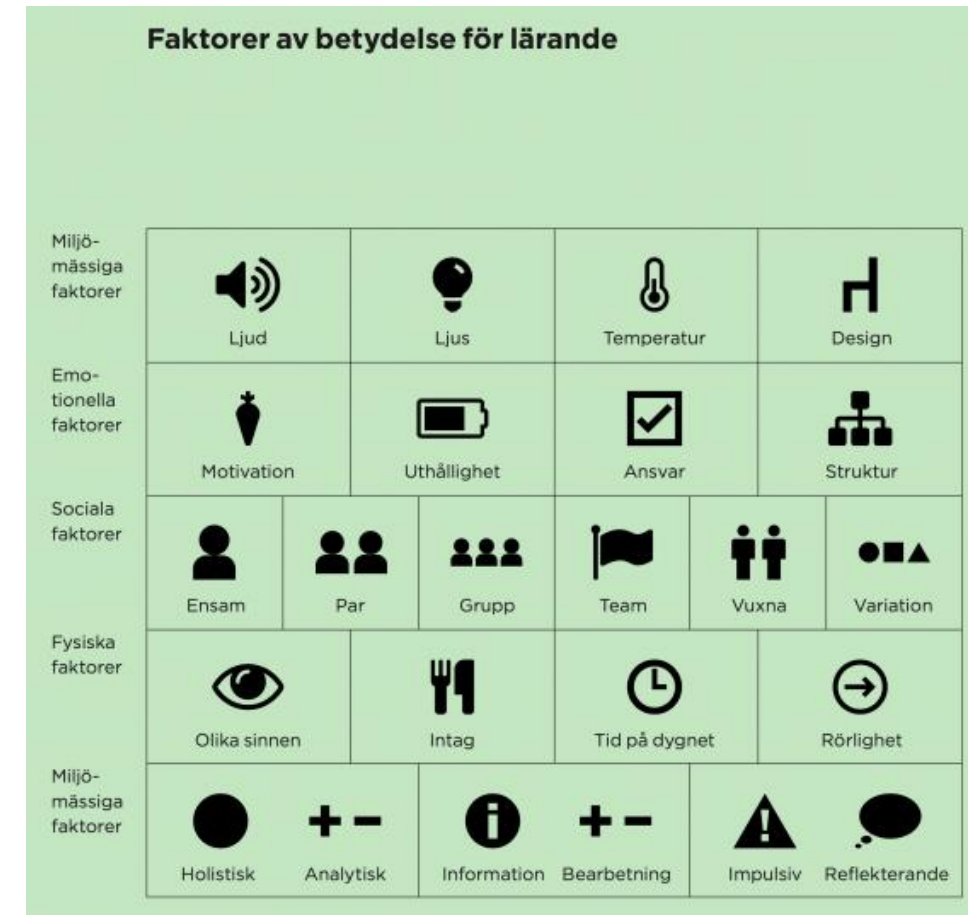 Faktorer av betydelse för lärande
Miljö-
mässiga
faktorer
Ljud
Ljus
Temperatur
Design
Emo-
tionella
faktorer
Motivation
Uthållighet
Ansvar
Struktur
Sociala
faktorer
Ensam
Par
Grupp
Team
Vuxna
Variation
Fysiska
faktorer
Olika sinnen
Intag
Tid på dygnet
Rörlighet
Miljö-
mässiga
faktorer
Holistisk
Analytisk
Information
Bearbetning
Impulsiv
Reflekterande